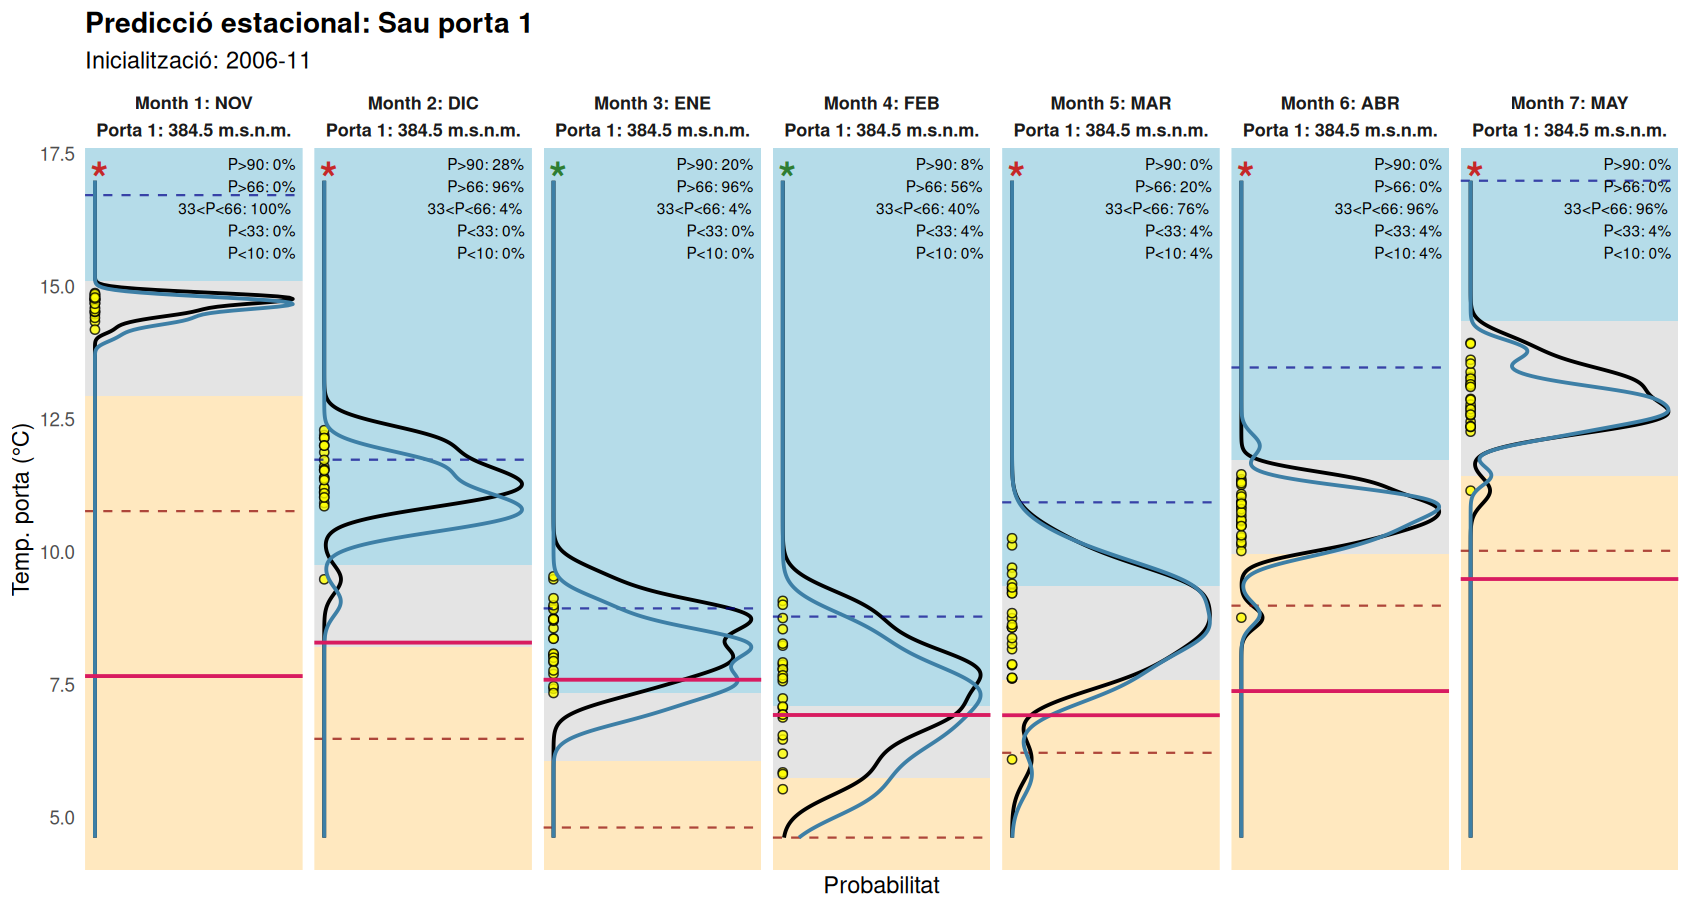 Predicció estacional: Sau porta 1
Inicialització: 2006-11
Month 1: NOV
Porta 1: 384.5 m.s.n.m.
Month 2: DIC
Porta 1: 384.5 m.s.n.m.
Month 3: ENE
Porta 1: 384.5 m.s.n.m.
Month 4: FEB
Porta 1: 384.5 m.s.n.m.
Month 5: MAR
Porta 1: 384.5 m.s.n.m.
Month 6: ABR
Porta 1: 384.5 m.s.n.m.
Month 7: MAY
Porta 1: 384.5 m.s.n.m.
*
P>90: 0%
P>66: 0%
33<P<66: 100%
P<33: 0%
P<10: 0%
*
P>90: 28%
P>66: 96%
33<P<66: 4%
P<33: 0%
P<10: 0%
*
P>90: 20%
P>66: 96%
33<P<66: 4%
P<33: 0%
P<10: 0%
*
P>90: 8%
P>66: 56%
33<P<66: 40%
P<33: 4%
P<10: 0%
*
P>90: 0%
P>66: 20%
33<P<66: 76%
P<33: 4%
P<10: 4%
*
P>90: 0%
P>66: 0%
33<P<66: 96%
P<33: 4%
P<10: 4%
*
P>90: 0%
P>66: 0%
33<P<66: 96%
P<33: 4%
P<10: 0%
17.5
15.0
12.5
10.0
7.5
5.0
Temp. porta (°C)
Probabilitat